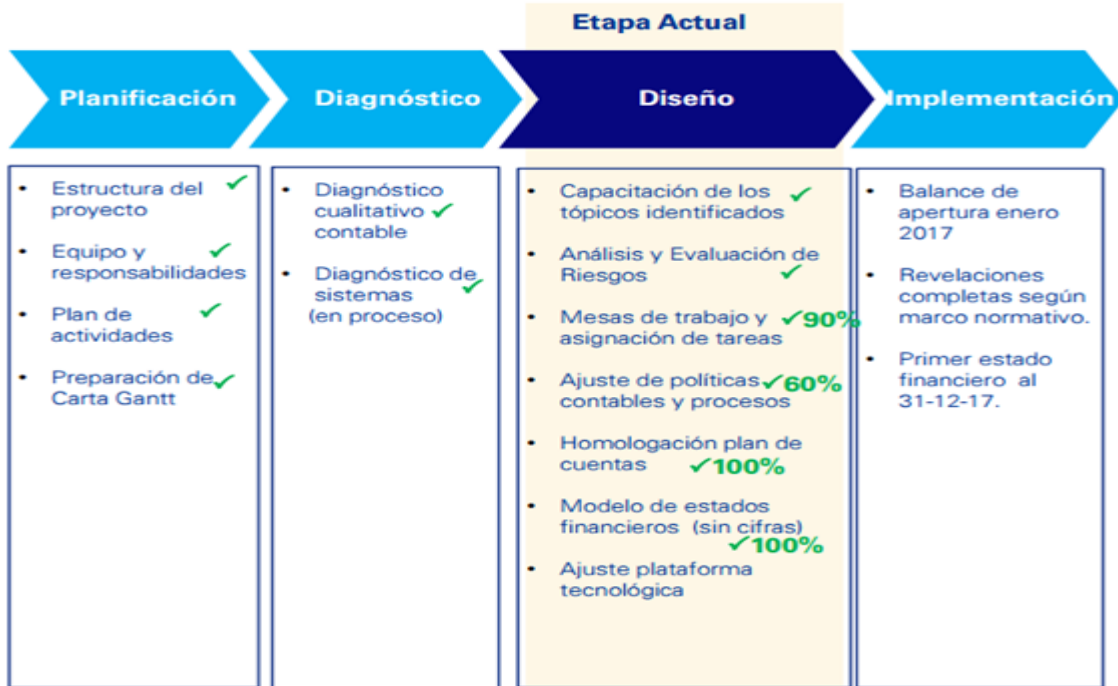 Etapa Actual
Planificación
Diagnóstico
Diseño
Implementación
• Estructura del ✓
proyecto
• Equipo y ✓
responsabilidades
• Plan de ✓
actividades
• Preparación de ✓
Carta Gantt
• Diagnóstico
cualitativo ✓
contable
• Diagnóstico de
sistemas ✓
(en proceso)
• Capacitación de los ✓
tópicos identificados
• Análisis y Evaluación de
Riesgos ✓
• Mesas de trabajo y ✓90%
asignación de tareas
• Ajuste de políticas ✓60%
contables y procesos
• Homologación plan de
cuentas ✓100%
• Modelo de estados
financieros (sin cifras)
✓100%
• Ajuste plataforma
tecnológica
• Balance de
apertura enero
2017
• Revelaciones
completas según
marco normativo.
• Primer estado
financiero al
31-12-17.